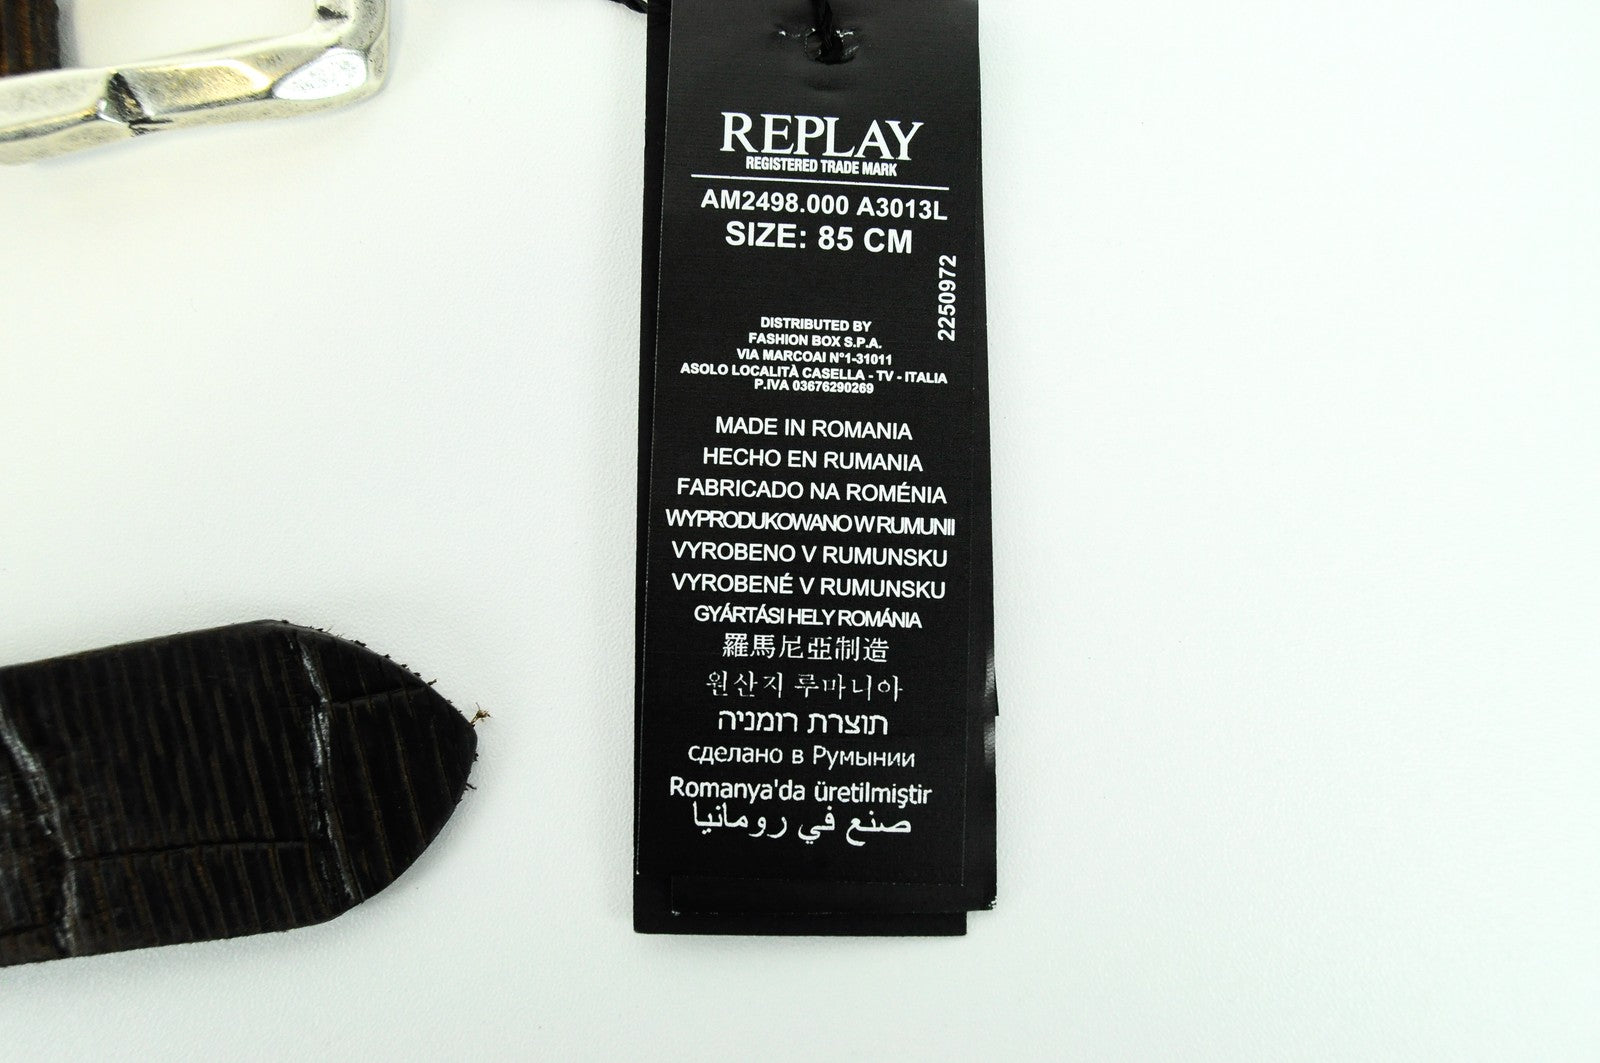 REPLAY
REGISTERED TRADE MARK
AM2498.000 A3013L
SIZE: 85 CM
2250972
DISTRIBUTED BY
FASHION BOX S.P.A.
VIA MARCOAI N°1-31011
ASOLO LOCALITÀ CASELLA - TV - ITALIA
P.IVA 03676290269
MADE IN ROMANIA
HECHO EN RUMANIA
FABRICADO NA ROMÉNIA
WYPRODUKOWANO W RUMUNII
VYROBENO V RUMUNSKU
VYROBENÉ V RUMUNSKU
GYÁRTÁSI HELY ROMÁNIA
羅馬尼亞制造
원산지 루마니아
תוצרת רומניה
сделано в Румынии
Romanya'da üretilmiştir
صنع في رومانيا